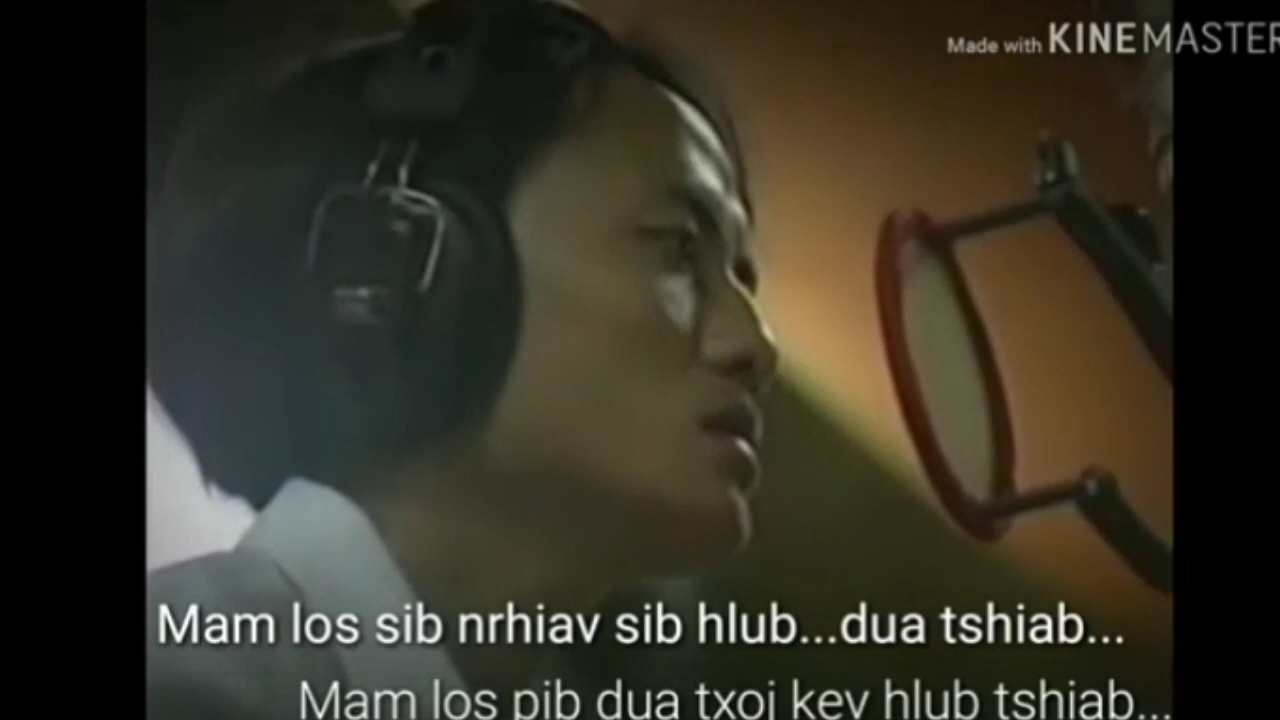 Made with KINEMASTER
Mam los sib nrhiav sib hlub...dua tshiab...
Mam los pib dua txoj kev hlub tshiab...